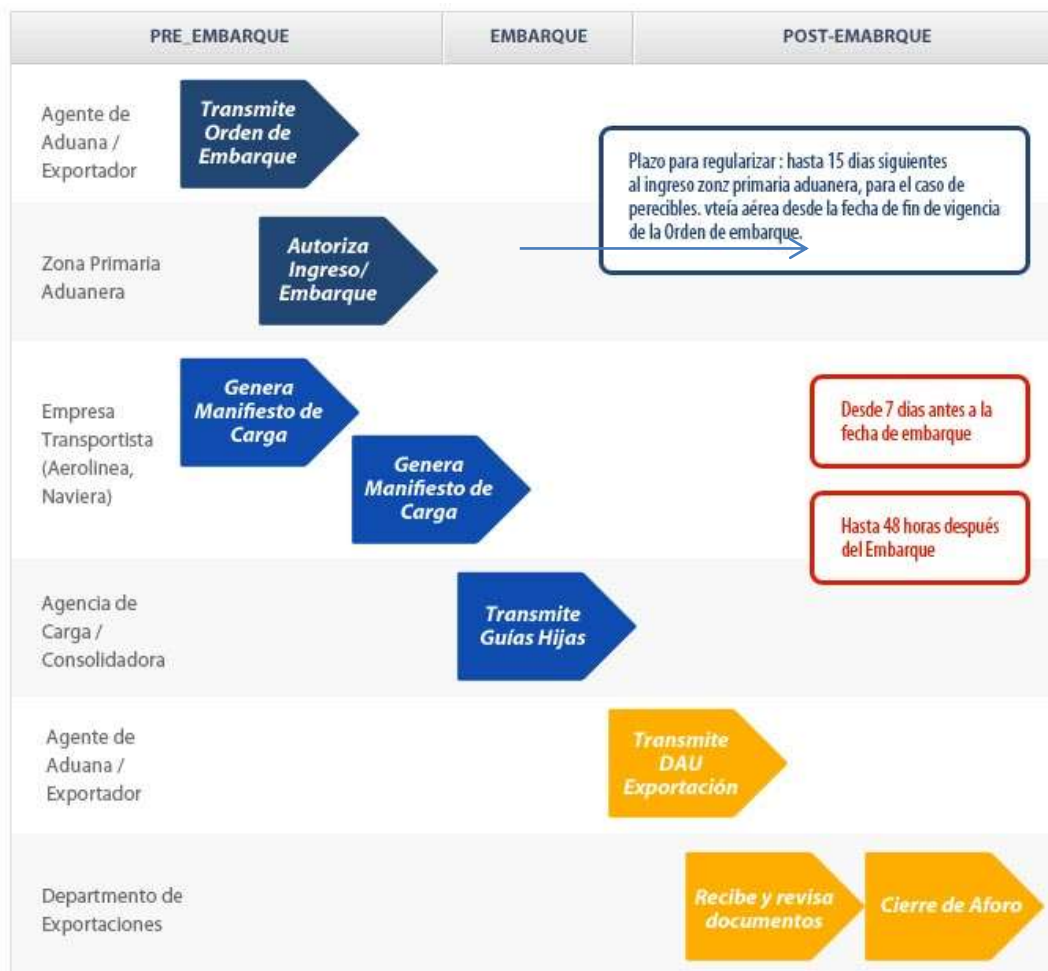 PRE_EMBARQUE
EMBARQUE
POST-EMABRQUE
Agente de
Aduana /
Exportador
Transmite
Orden de
Embarque
Plazo para regularizar : hasta 15 dias siguientes
al ingreso zonz primaria aduanera, para el caso de
perecibles. vteía aérea desde la fecha de fin de vigencia
de la Orden de embarque.
Zona Primaria
Aduanera
Autoriza
Ingreso/
Embarque
Empresa
Transportista
(Aerolinea,
Naviera)
Genera
Manifiesto de
Carga
Genera
Manifiesto de
Carga
Desde 7 dias antes a la
fecha de embarque
Hasta 48 horas después
del Embarque
Agencia de
Carga /
Consolidadora
Transmite
Guías Hijas
Agente de
Aduana /
Exportador
Transmite
DAU
Exportación
Departmento de
Exportaciones
Recibe y revisa
documentos
Cierre de Aforo